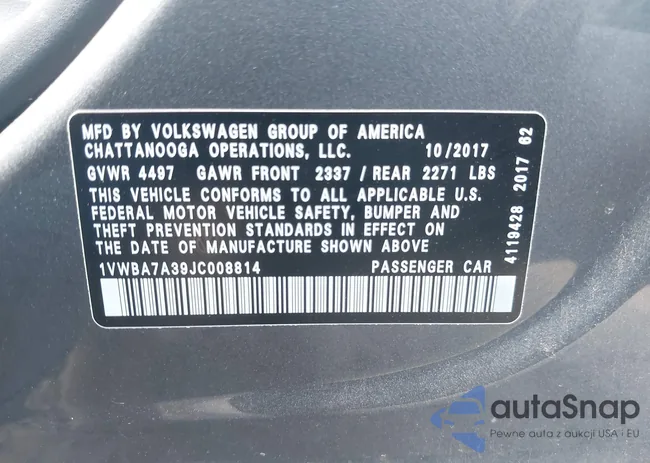 MFD BY VOLKSWAGEN GROUP OF AMERICA
CHATTANOOGA OPERATIONS, LLC. 10/2017
GVWR 4497 GAWR FRONT 2337 / REAR 2271 LBS
THIS VEHICLE CONFORMS TO ALL APPLICABLE U.S.
FEDERAL MOTOR VEHICLE SAFETY, BUMPER AND
THEFT PREVENTION STANDARDS IN EFFECT ON
THE DATE OF MANUFACTURE SHOWN ABOVE
1VWBA7A39JC008814 PASSENGER CAR
4119428 2017 62
autaSnap
Pewne auta z aukcji USA i EU